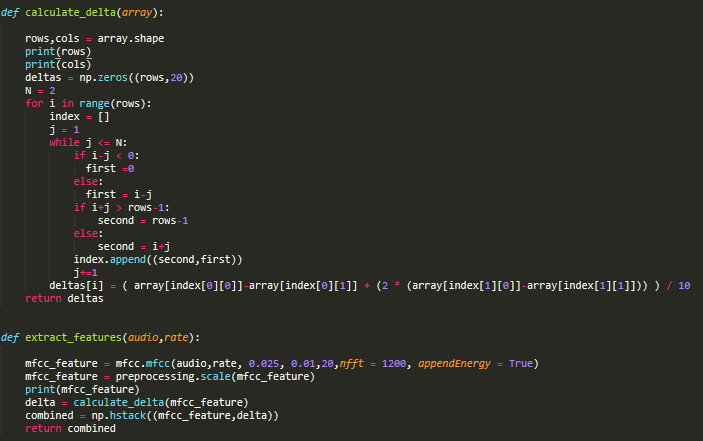 def calculate_delta(array):
rows,cols = array.shape
print(rows)
print(cols)
deltas = np.zeros((rows,20))
N = 2
for i in range(rows):
index = []
j = 1
while j <= N:
if i-j < 0:
first =0
else:
first = i-j
if i+j > rows-1:
second = rows-1
else:
second = i+j
index.append((second,first))
j+=1
deltas[i] = ( array[index[0][0]]-array[index[0][1]] + (2 * (array[index[1][0]]-array[index[1][1]])) ) / 10
return deltas
def extract_features(audio,rate):
mfcc_feature = mfcc.mfcc(audio,rate, 0.025, 0.01,20,nfft = 1200, appendEnergy = True)
mfcc_feature = preprocessing.scale(mfcc_feature)
print(mfcc_feature)
delta = calculate_delta(mfcc_feature)
combined = np.hstack((mfcc_feature,delta))
return combined